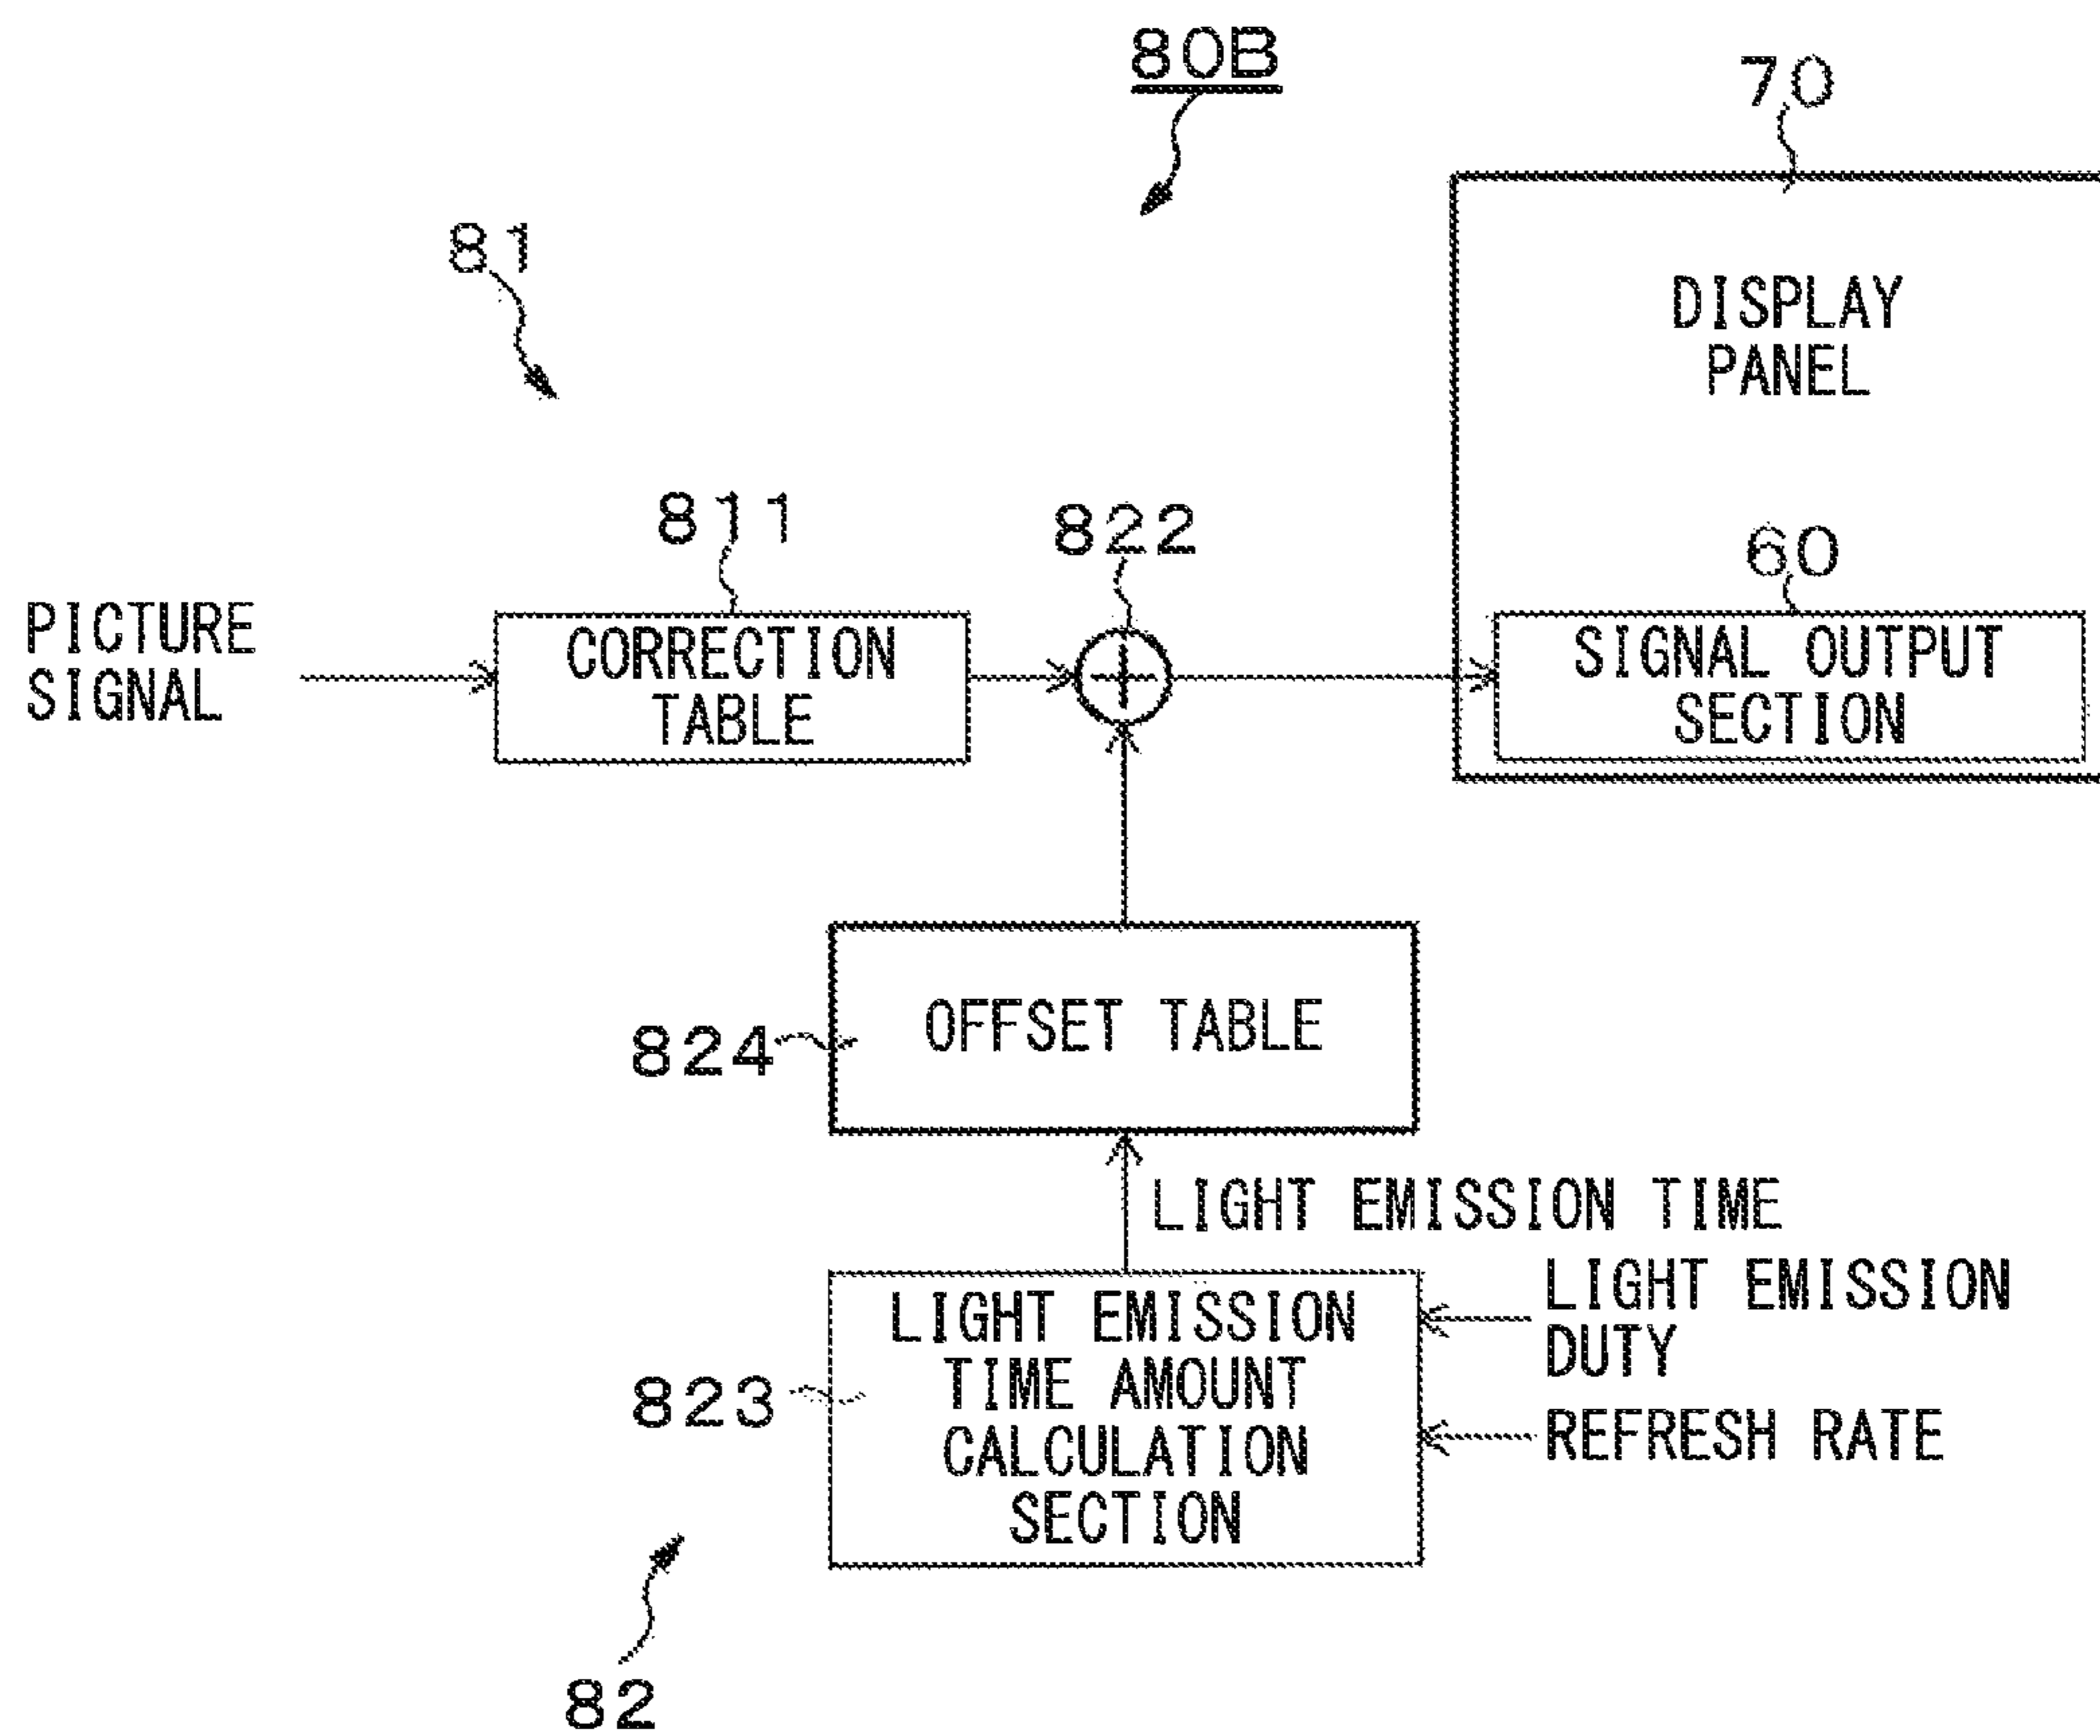 80B
70
81
DISPLAY
PANEL
811
822
60
PICTURE
SIGNAL
CORRECTION
TABLE
SIGNAL OUTPUT
SECTION
824
OFFSET TABLE
LIGHT EMISSION TIME
LIGHT EMISSION
TIME AMOUNT
CALCULATION
SECTION
LIGHT EMISSION
DUTY
823
REFRESH RATE
82